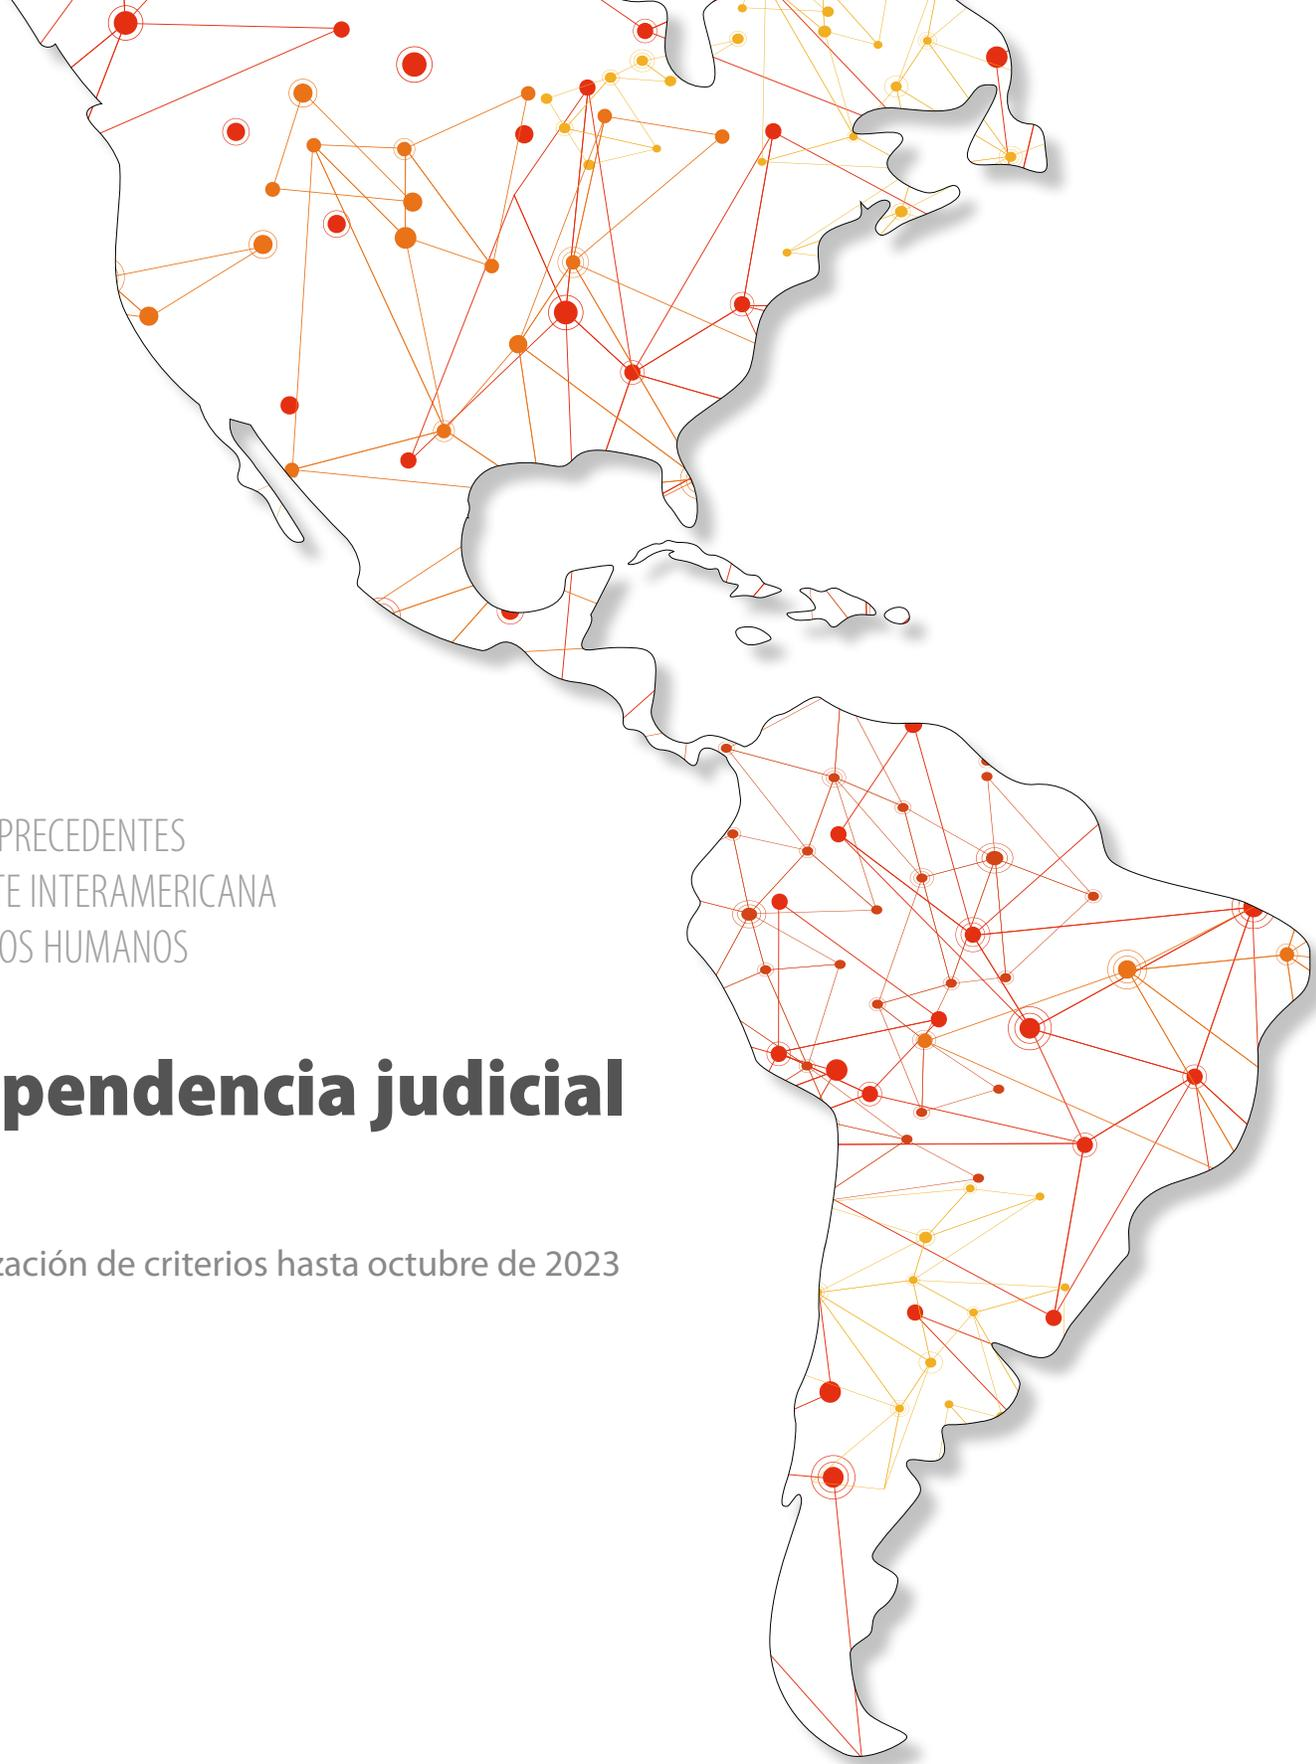 PRECEDENTES
TE INTERAMERICANA
OS HUMANOS
pendencia judicial
zación de criterios hasta octubre de 2023